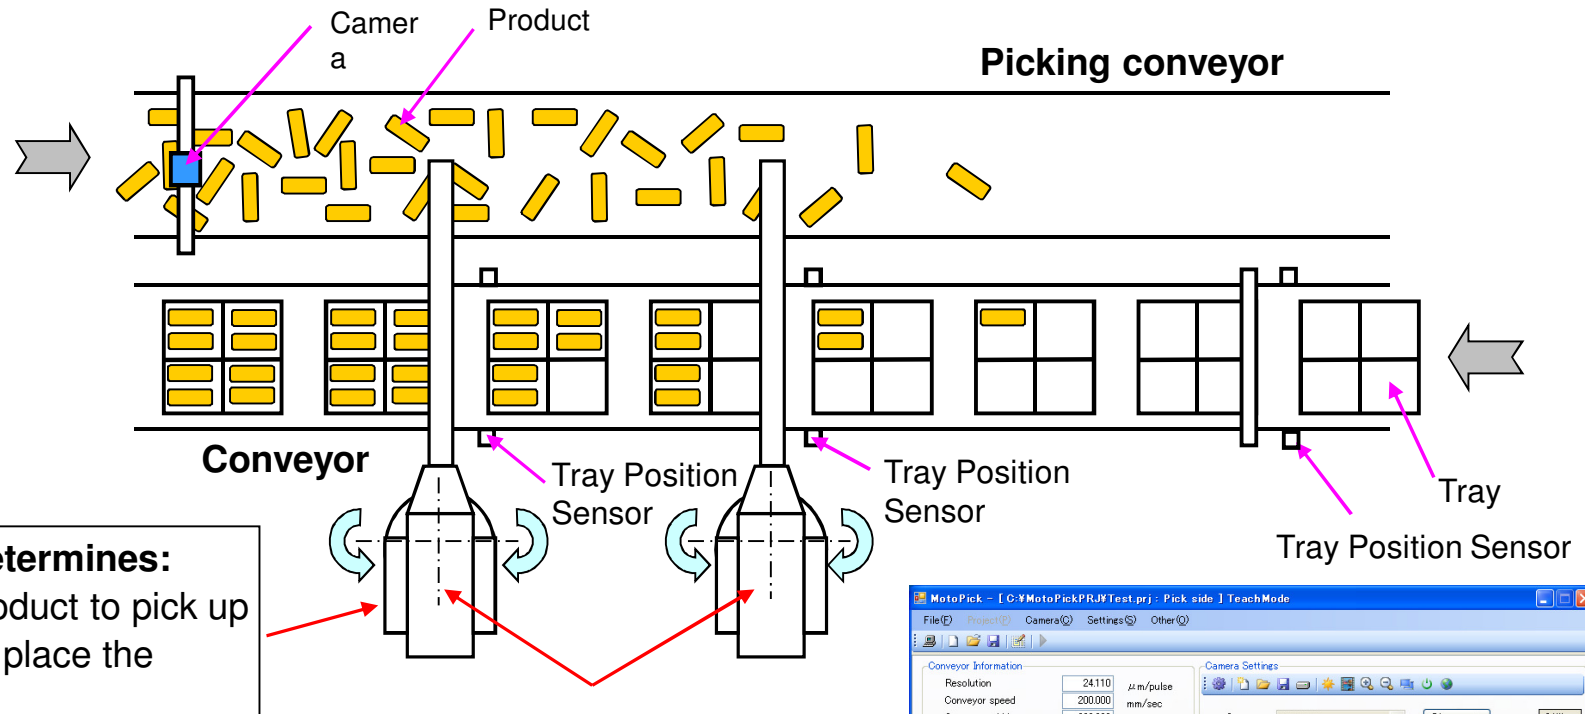 Camer
a
Product
Picking conveyor
Conveyor
Tray Position
Sensor
Tray Position
Sensor
Tray
Tray Position Sensor
etermines:
oduct to pick up
place the
MotoPick - [ C:¥MotoPickPRJ¥Test.prj : Pick side ] TeachMode
File(F) Project(P) Camera(C) Settings(S) Other(O)
Conveyor Information
Resolution 24.110 μm/pulse
Conveyor speed 200.000 mm/sec
Camera Settings